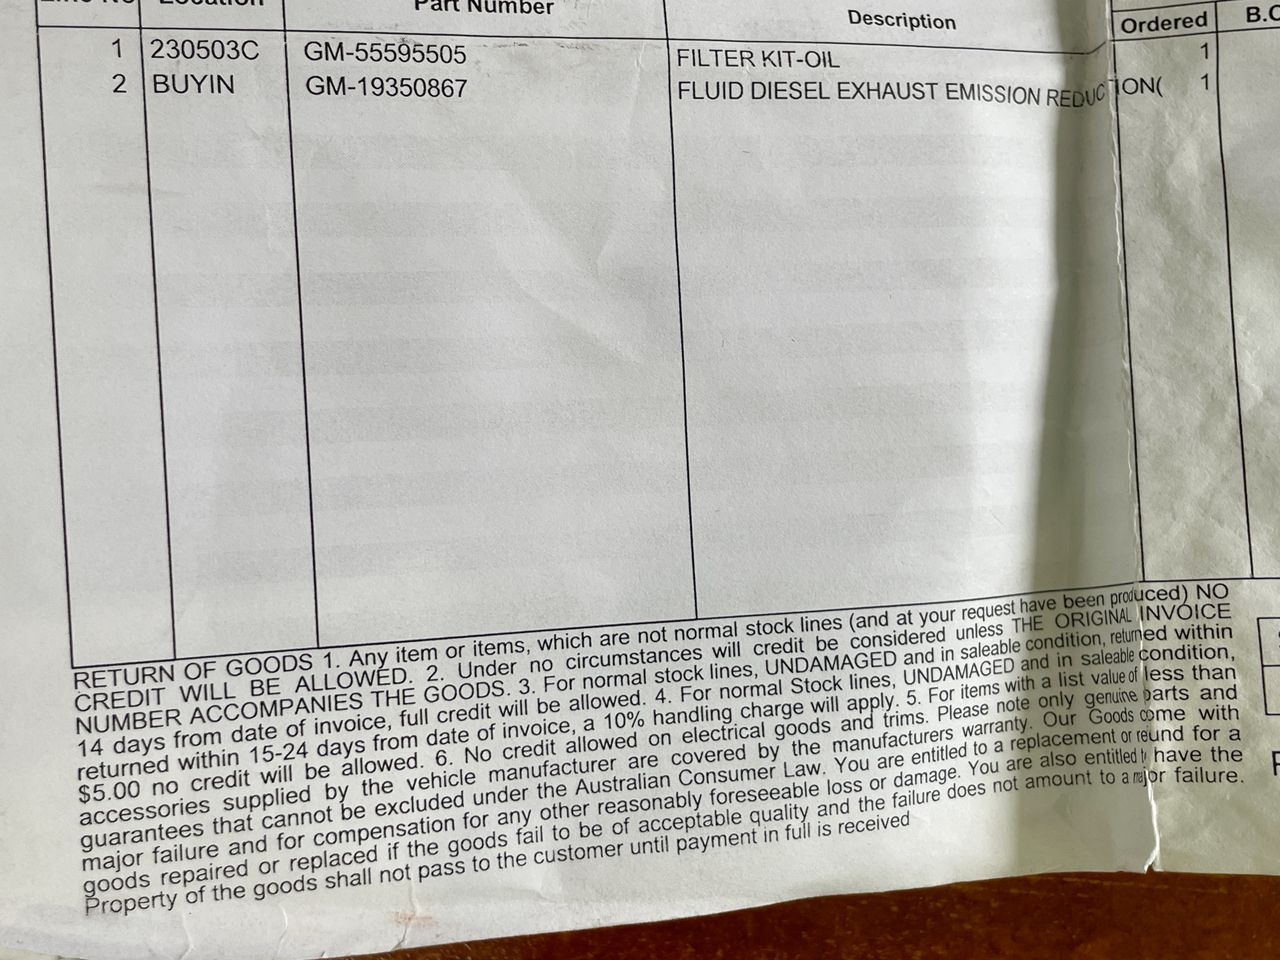 Part Number Description Ordered
1 230503C GM-55595505 FILTER KIT-OIL 1
2 BUYIN GM-19350867 FLUID DIESEL EXHAUST EMISSION REDUCTION( 1
RETURN OF GOODS 1. Any item or items, which are not normal stock lines (and at your request have been produced) NO
CREDIT WILL BE ALLOWED. 2. Under no circumstances will credit be considered unless THE ORIGINAL INVOICE
NUMBER ACCOMPANIES THE GOODS. 3. For normal stock lines, UNDAMAGED and in saleable condition, returned within
14 days from date of invoice, full credit will be allowed. 4. For normal Stock lines, UNDAMAGED and in saleable condition,
returned within 15-24 days from date of invoice, a 10% handling charge will apply. 5. For items with a list value of less than
$5.00 no credit will be allowed. 6. No credit allowed on electrical goods and trims. Please note only genuine parts and
accessories supplied by the vehicle manufacturer are covered by the manufacturers warranty. Our Goods come with
guarantees that cannot be excluded under the Australian Consumer Law. You are entitled to a replacement or refund for a
major failure and for compensation for any other reasonably foreseeable loss or damage. You are also entitled to have the
goods repaired or replaced if the goods fail to be of acceptable quality and the failure does not amount to a major failure.
Property of the goods shall not pass to the customer until payment in full is received